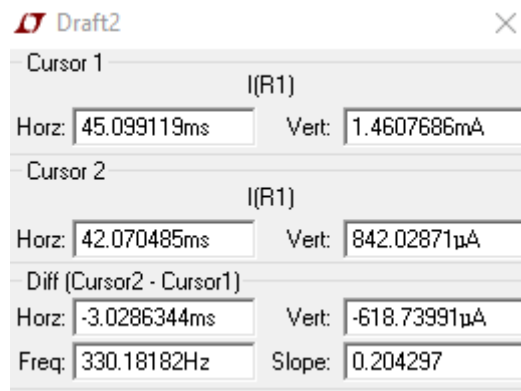 Draft2
Cursor 1
I(R1)
Horz: 45.099119ms Vert: 1.4607686mA
Cursor 2
I(R1)
Horz: 42.070485ms Vert: 842.02871µA
Diff (Cursor2 - Cursor1)
Horz: -3.0286344ms Vert: -618.73991µA
Freq: 330.18182Hz Slope: 0.204297